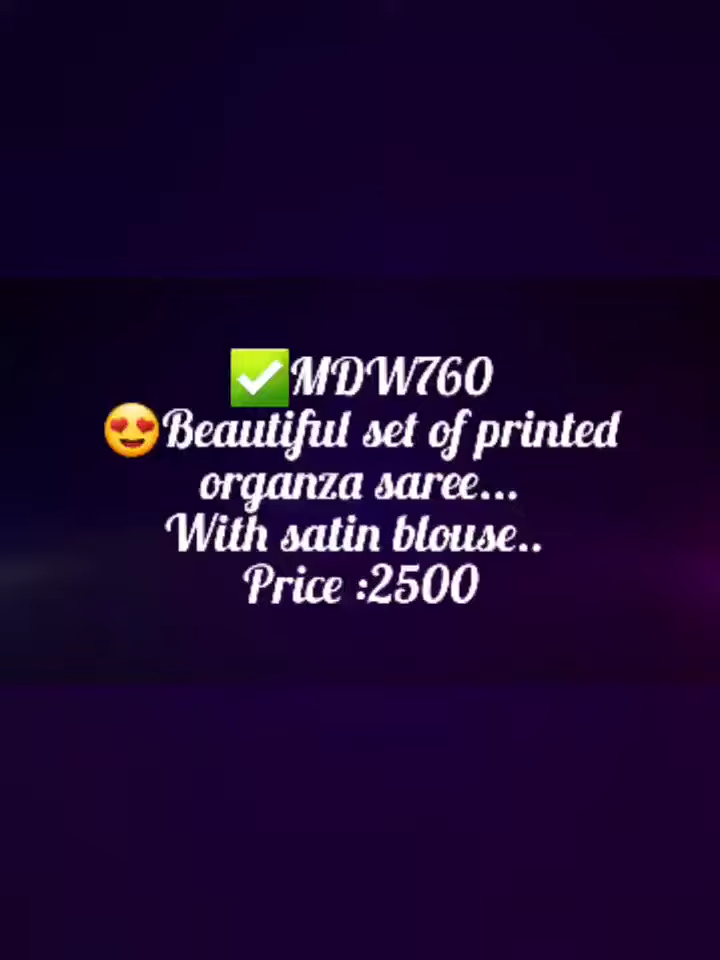 ✅MDW760
😍Beautiful set of printed
organza saree...
With satin blouse..
Price :2500